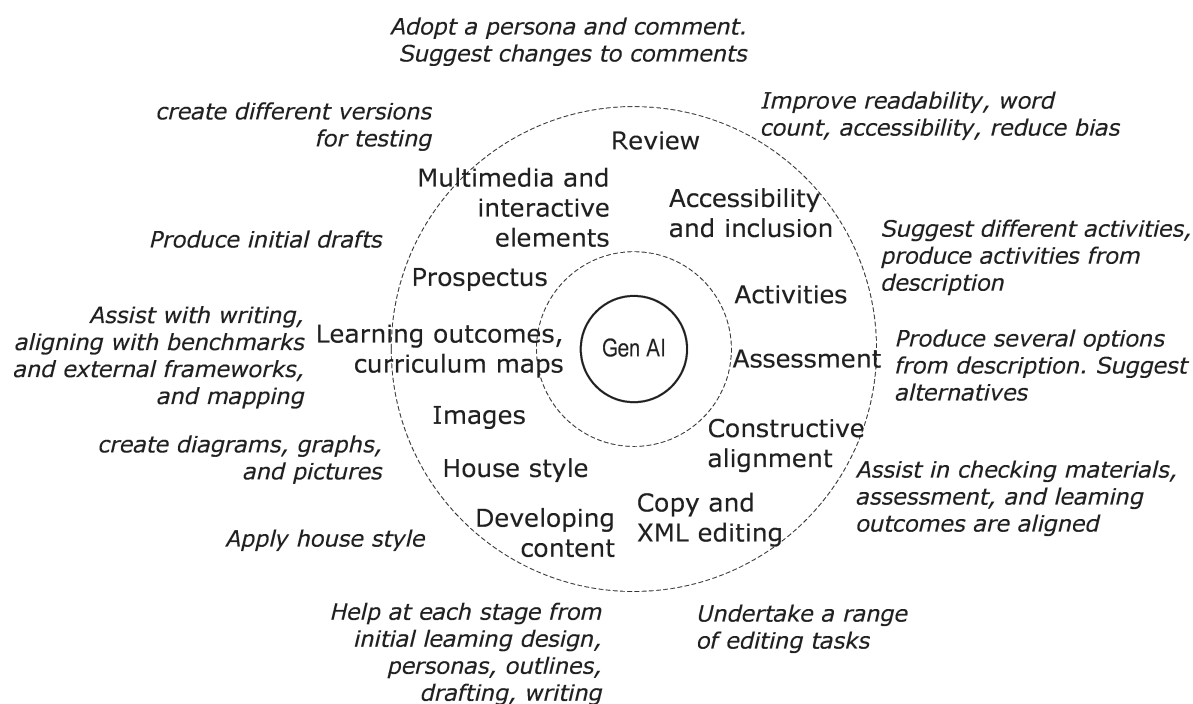 Adopt a persona and comment.
Suggest changes to comments
Improve readability, word
count, accessibility, reduce bias
create different versions
for testing
Review
Multimedia and
interactive
elements
Accessibility
and inclusion
Suggest different activities,
produce activities from
description
Produce initial drafts
Prospectus
Activities
Assist with writing,
aligning with benchmarks
and external frameworks,
and mapping
Learning outcomes,
curriculum maps
Gen AI
Assessment
Produce several options
from description. Suggest
alternatives
Images
Constructive
alignment
create diagrams, graphs,
and pictures
House style
Assist in checking materials,
assessment, and leaming
outcomes are aligned
Developing
content
Copy and
XML editing
Apply house style
Help at each stage from
initial leaming design,
personas, outlines,
drafting, writing
Undertake a range
of editing tasks